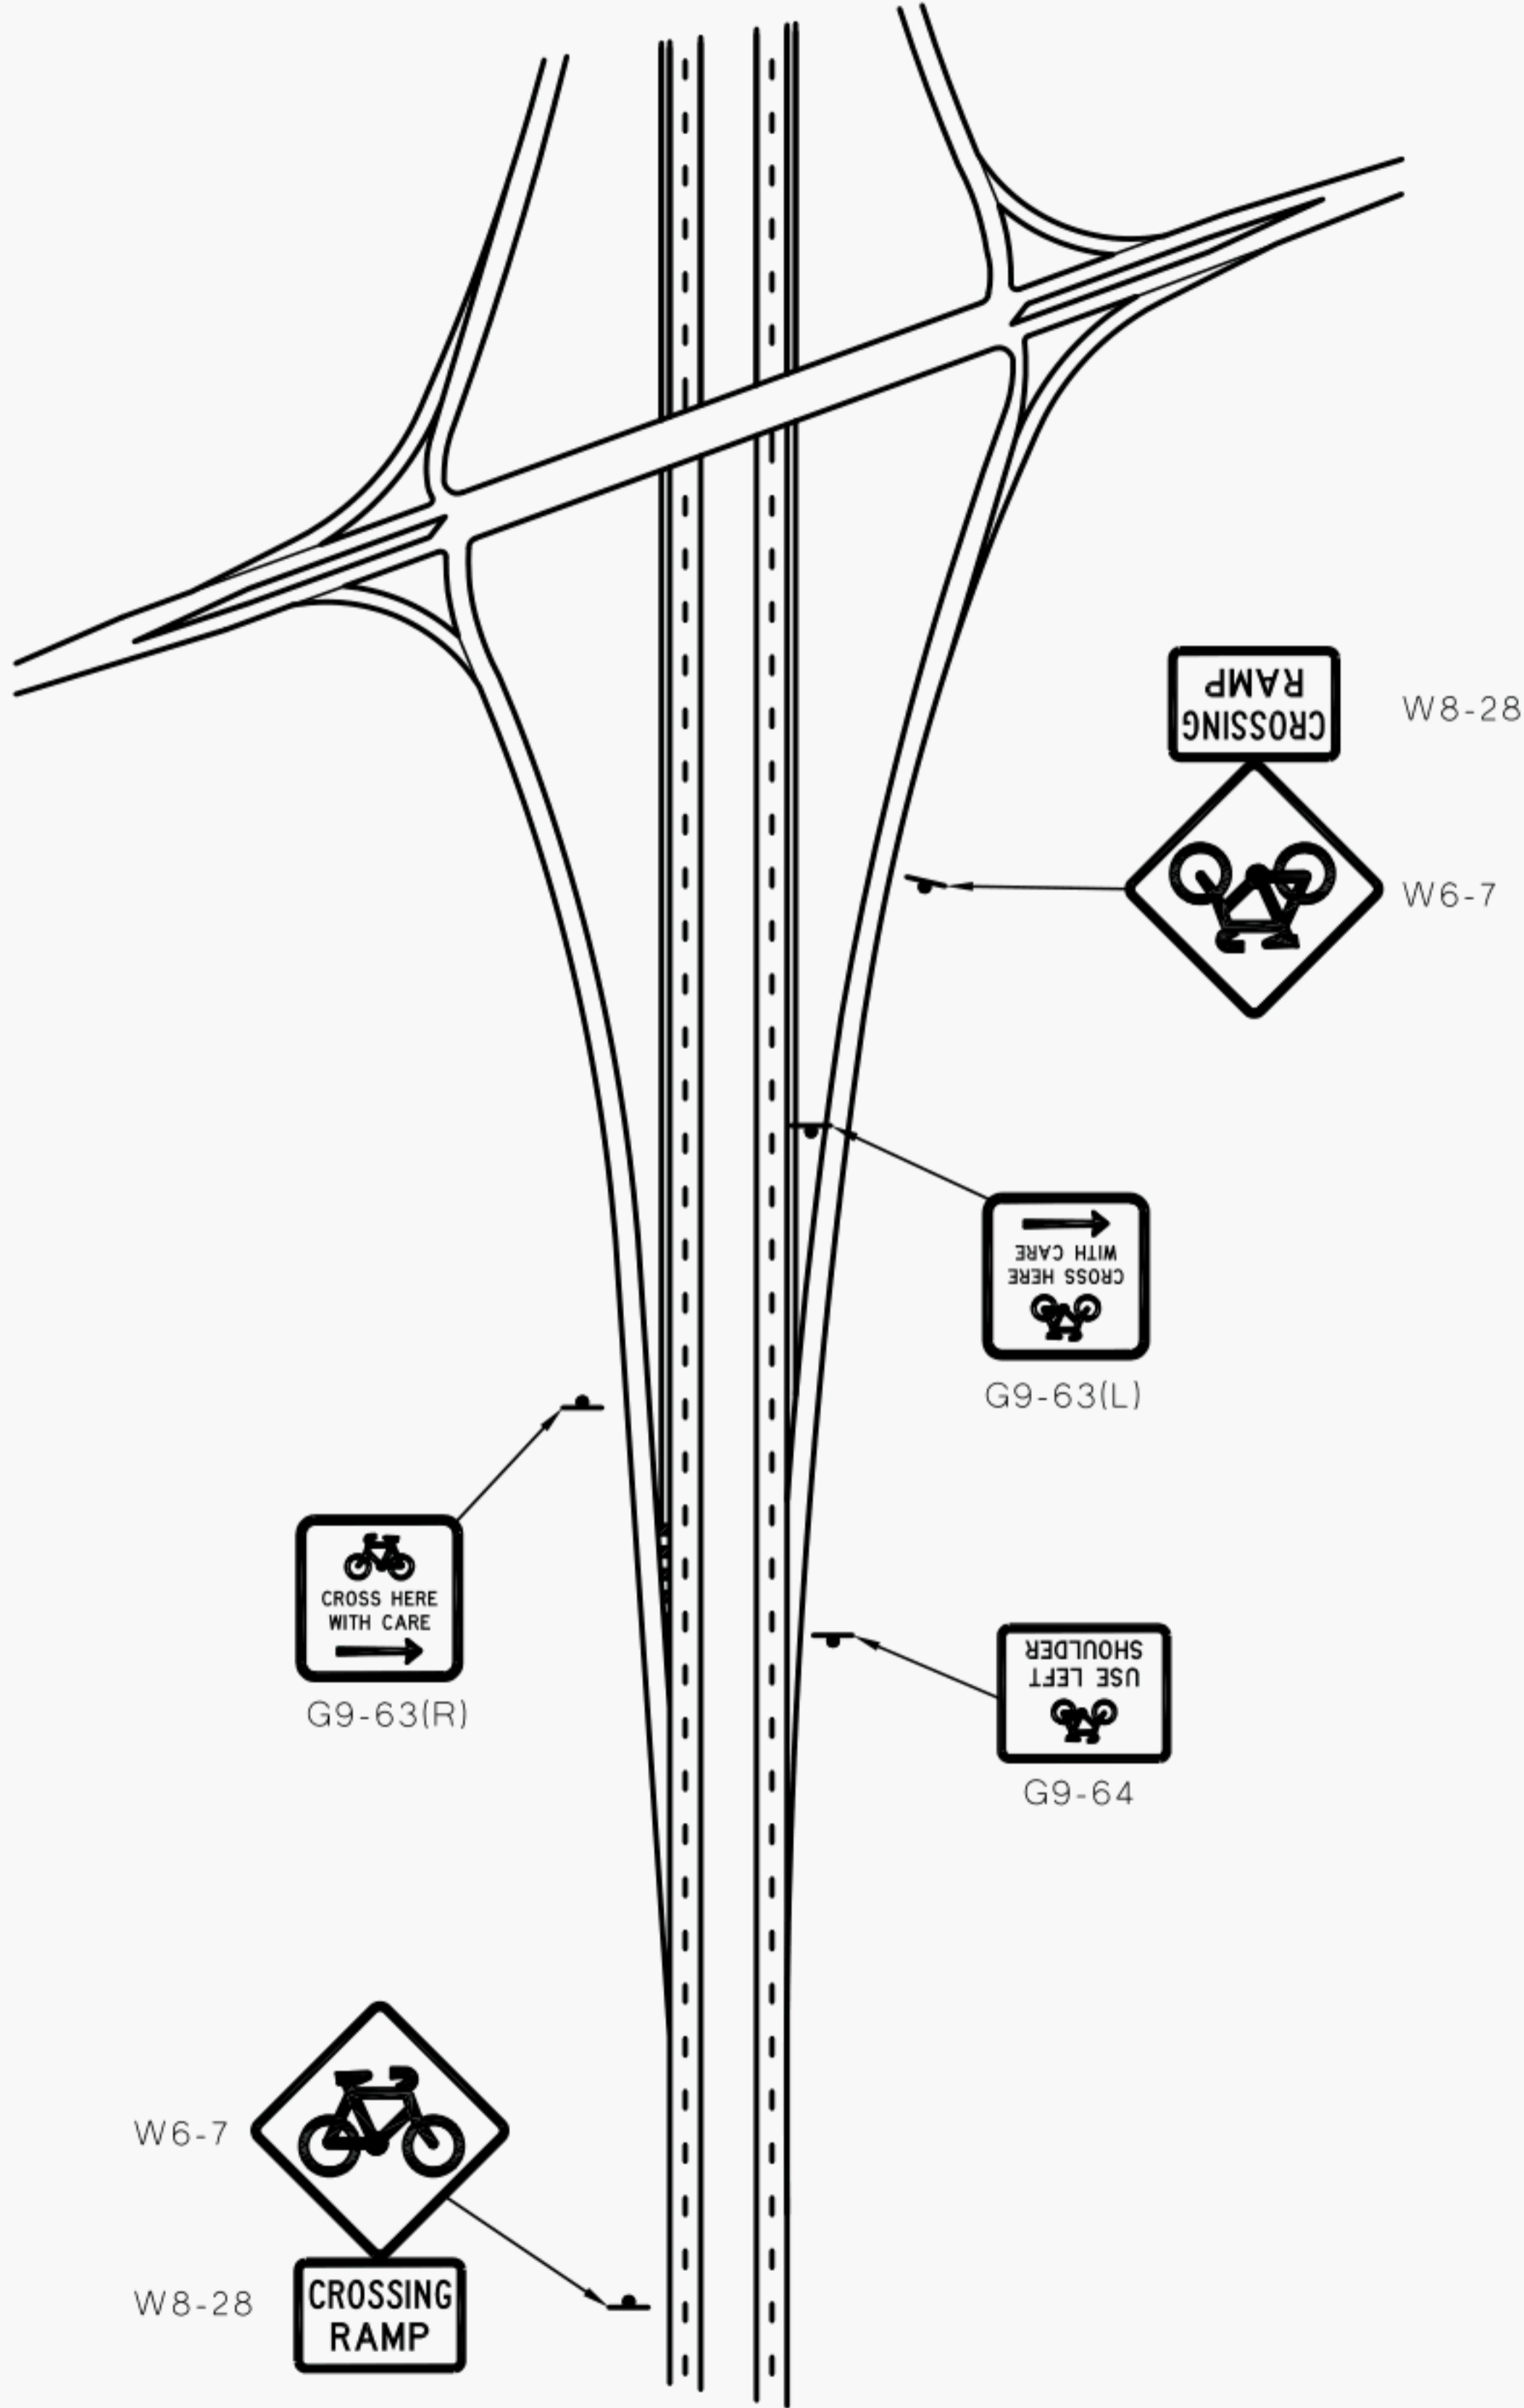 CROSSING
RAMP
W8-28
W6-7
CROSS HERE
WITH CARE
G9-63(L)
CROSS HERE
WITH CARE
G9-63(R)
USE LEFT
SHOULDER
G9-64
W6-7
W8-28
CROSSING
RAMP